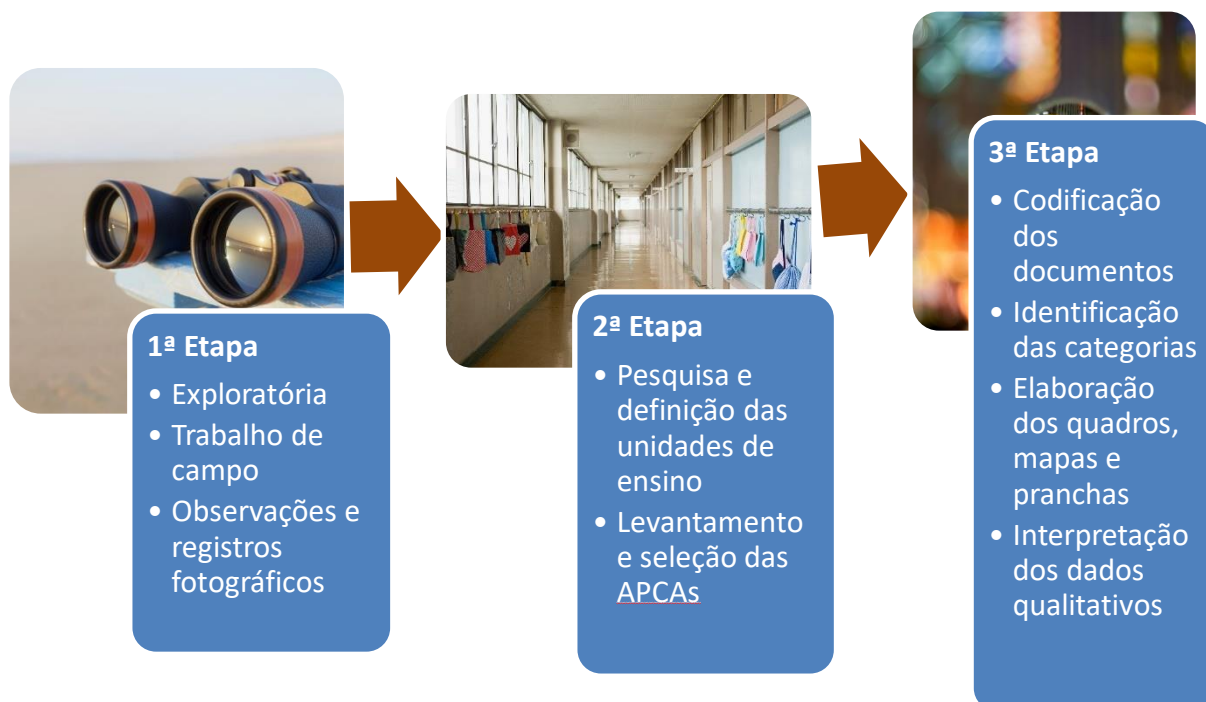 1ª Etapa
• Exploratória
• Trabalho de
campo
• Observações e
registros
fotográficos
2ª Etapa
• Pesquisa e
definição das
unidades de
ensino
• Levantamento
e seleção das
APCAs
3ª Etapa
• Codificação
dos
documentos
• Identificação
das categorias
• Elaboração
dos quadros,
mapas e
pranchas
• Interpretação
dos dados
qualitativos